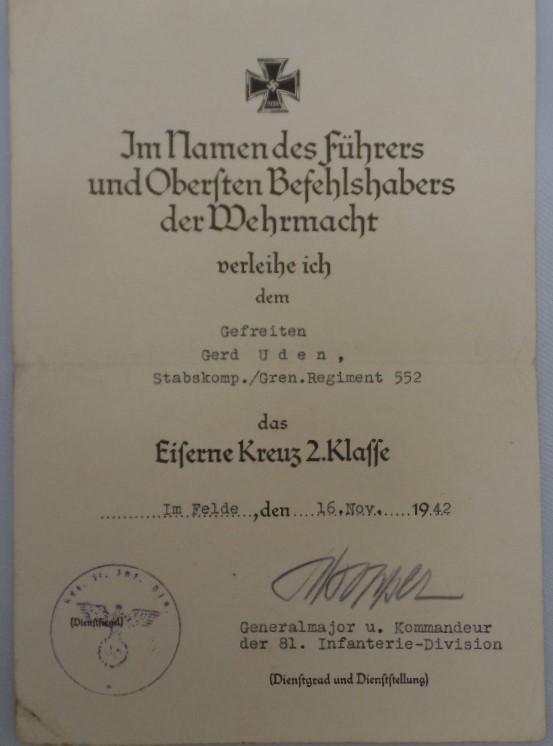 Im Namen des Führers
und Obersten Befehlshabers
der Wehrmacht
verleihe ich
dem
Gefreiten
Gerd Uden,
Stabskomp./Gren.Regiment 552
das
Eiserne Kreuz 2.Klasse
Im Felde, den 16.Nov. 1942
(Dienstsiegel)
Generalmajor u. Kommandeur
der 81. Infanterie-Division
(Dienstgrad und Dienststellung)